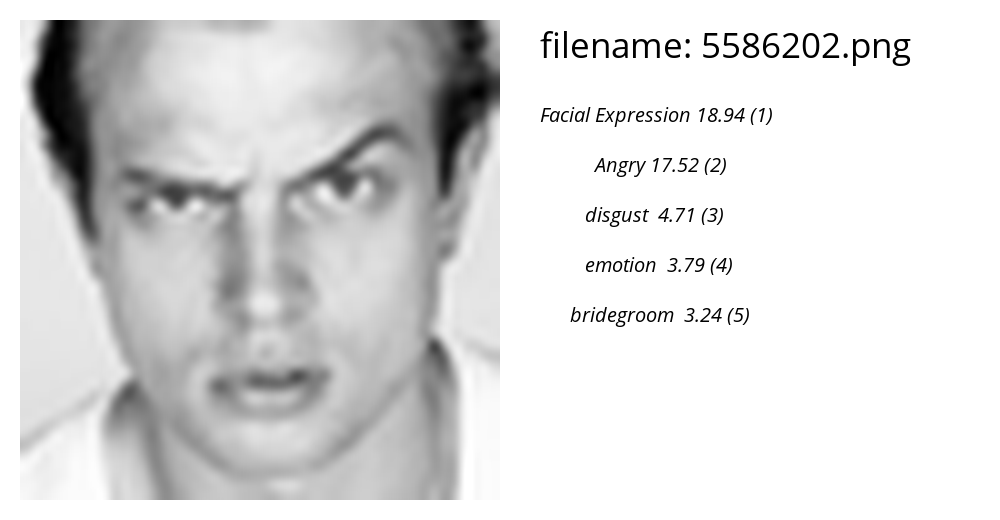 filename: 5586202.png
Facial Expression 18.94 (1)
Angry 17.52 (2)
disgust 4.71 (3)
emotion 3.79 (4)
bridegroom 3.24 (5)